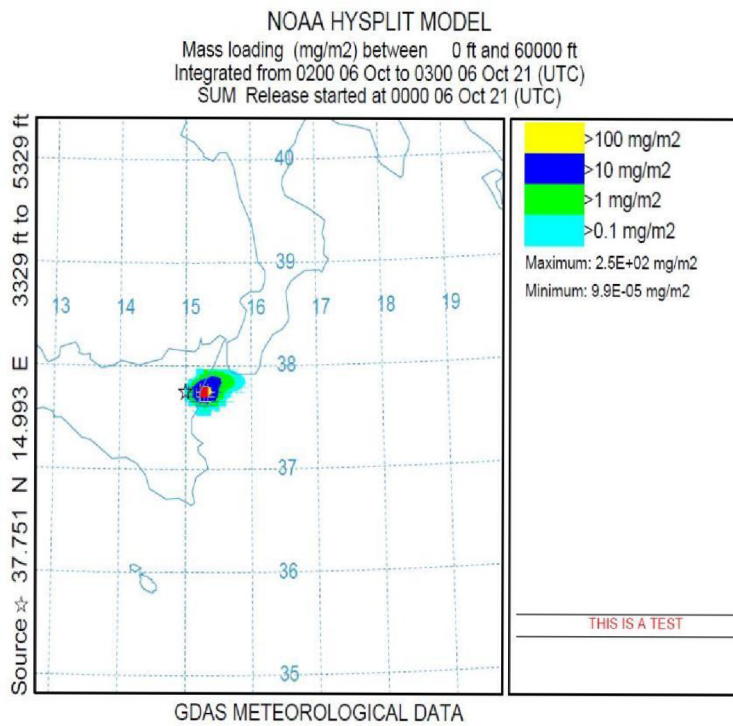 NOAA HYSPLIT MODEL
Mass loading (mg/m2) between 0 ft and 60000 ft
Integrated from 0200 06 Oct to 0300 06 Oct 21 (UTC)
SUM Release started at 0000 06 Oct 21 (UTC)
Source ☆ 37.751 N 14.993 E 3329 ft to 5329 ft
40
39
13 14 15 16 17 18 19
38
37
36
35
>100 mg/m2
>10 mg/m2
>1 mg/m2
>0.1 mg/m2
Maximum: 2.5E+02 mg/m2
Minimum: 9.9E-05 mg/m2
THIS IS A TEST
GDAS METEOROLOGICAL DATA